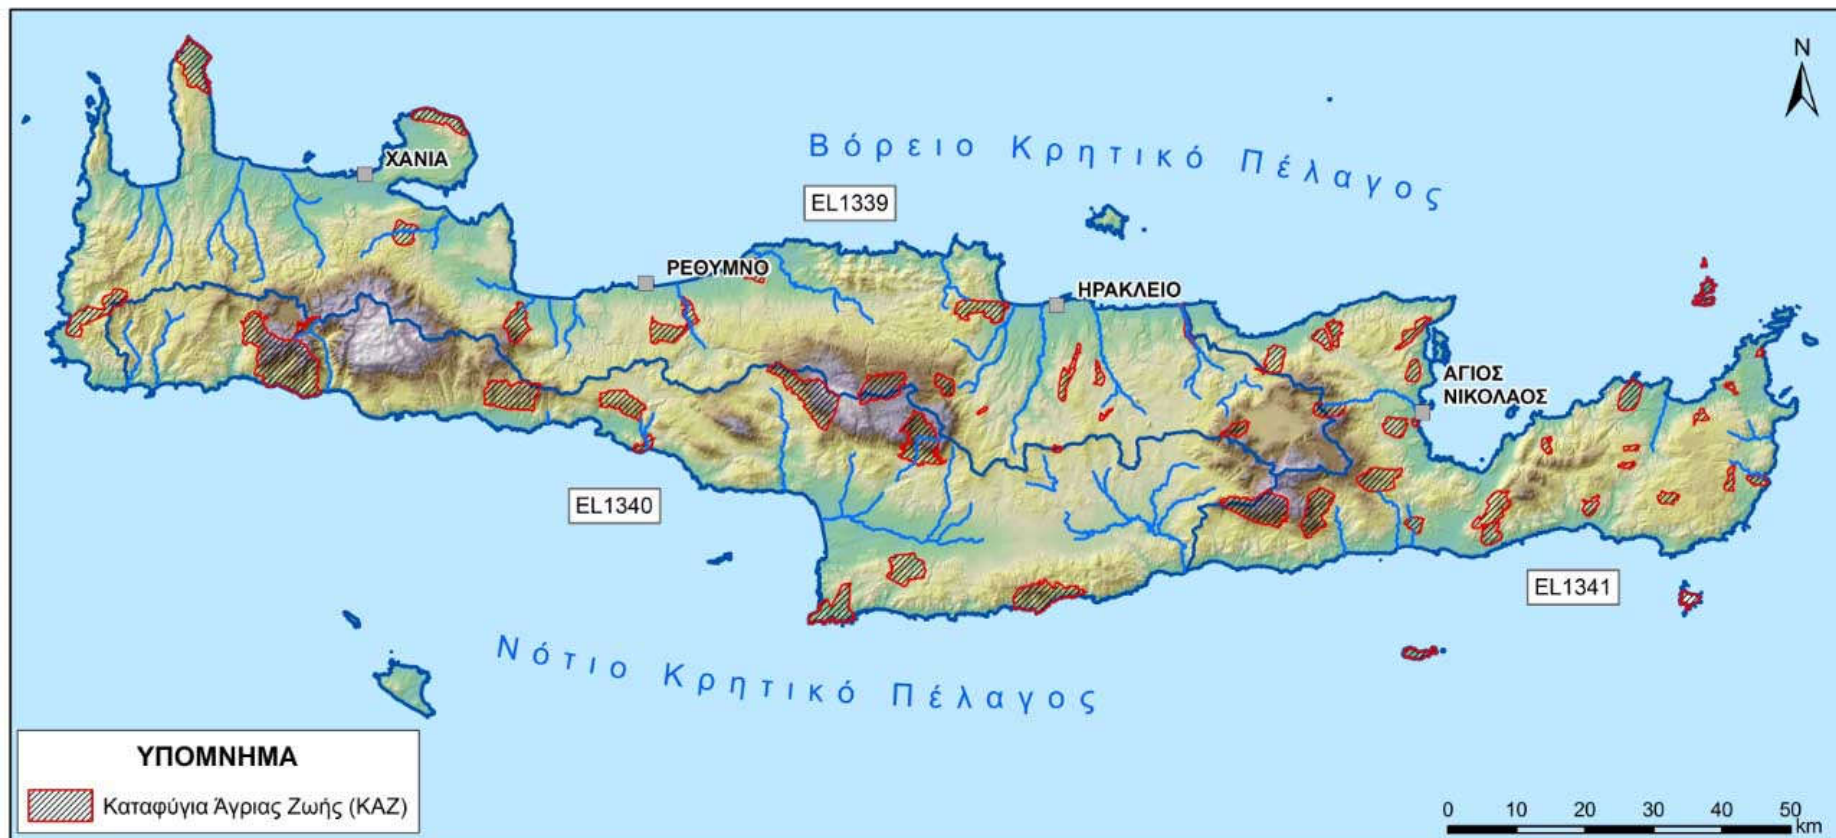 N
ΧΑΝΙΑ
Βόρειο Κρητικό Πέλαγος
EL1339
ΡΕΘΥΜΝΟ
ΗΡΑΚΛΕΙΟ
ΑΓΙΟΣ
ΝΙΚΟΛΑΟΣ
EL1340
EL1341
Νότιο Κρητικό Πέλαγος
ΥΠΟΜΝΗΜΑ
Καταφύγια Άγριας Ζωής (ΚΑΖ)
0 10 20 30 40 50
km